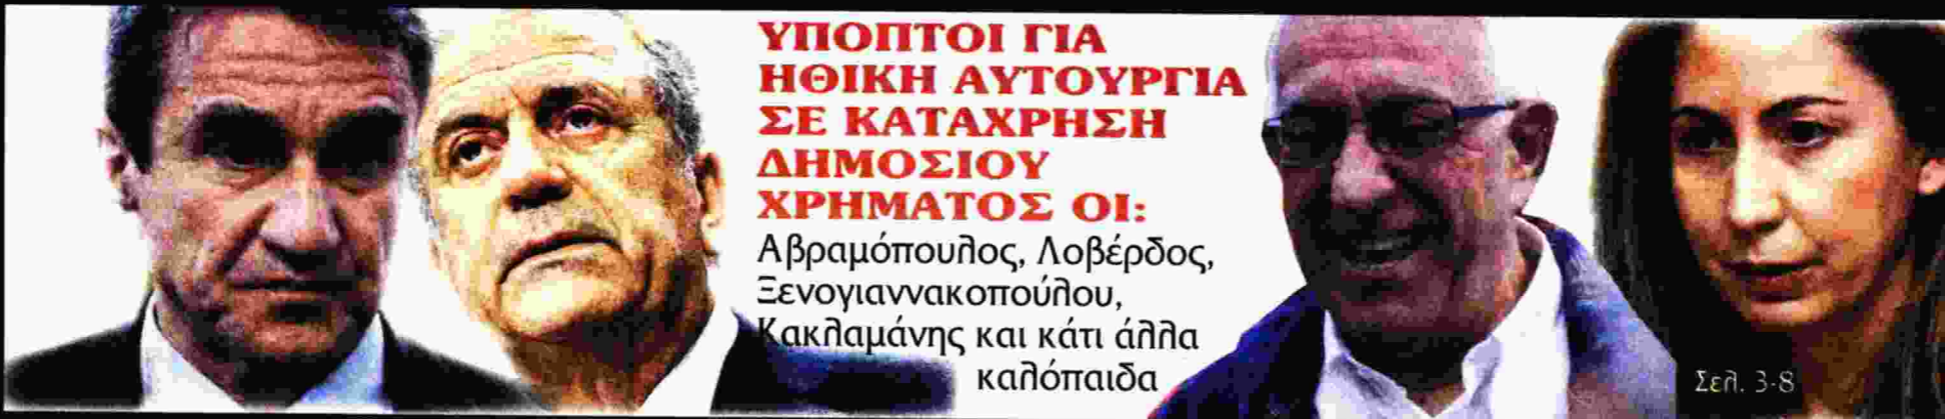 ΥΠΟΠΤΟΙ ΓΙΑ
ΗΘΙΚΗ ΑΥΤΟΥΡΓΙΑ
ΣΕ ΚΑΤΑΧΡΗΣΗ
ΔΗΜΟΣΙΟΥ
ΧΡΗΜΑΤΟΣ ΟΙ:
Αβραμόπουλος, Λοβέρδος,
Ξενογιαννακοπούλου,
Κακλαμάνης και κάτι άλλα
καλόπαιδα
Σελ. 3-8